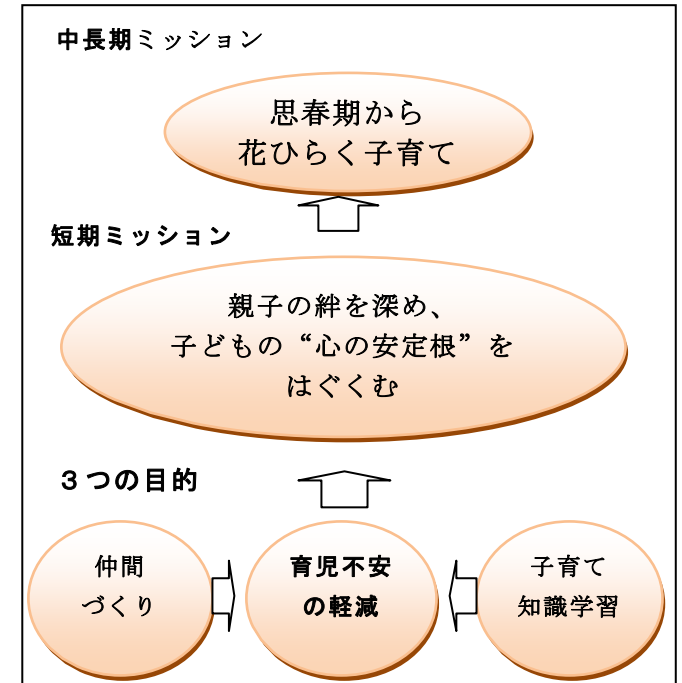 中長期ミッション
思春期から
花ひらく子育て
短期ミッション
親子の絆を深め、
子どもの“心の安定根”を
はぐくむ
３つの目的
仲間
づくり
育児不安
の軽減
子育て
知識学習